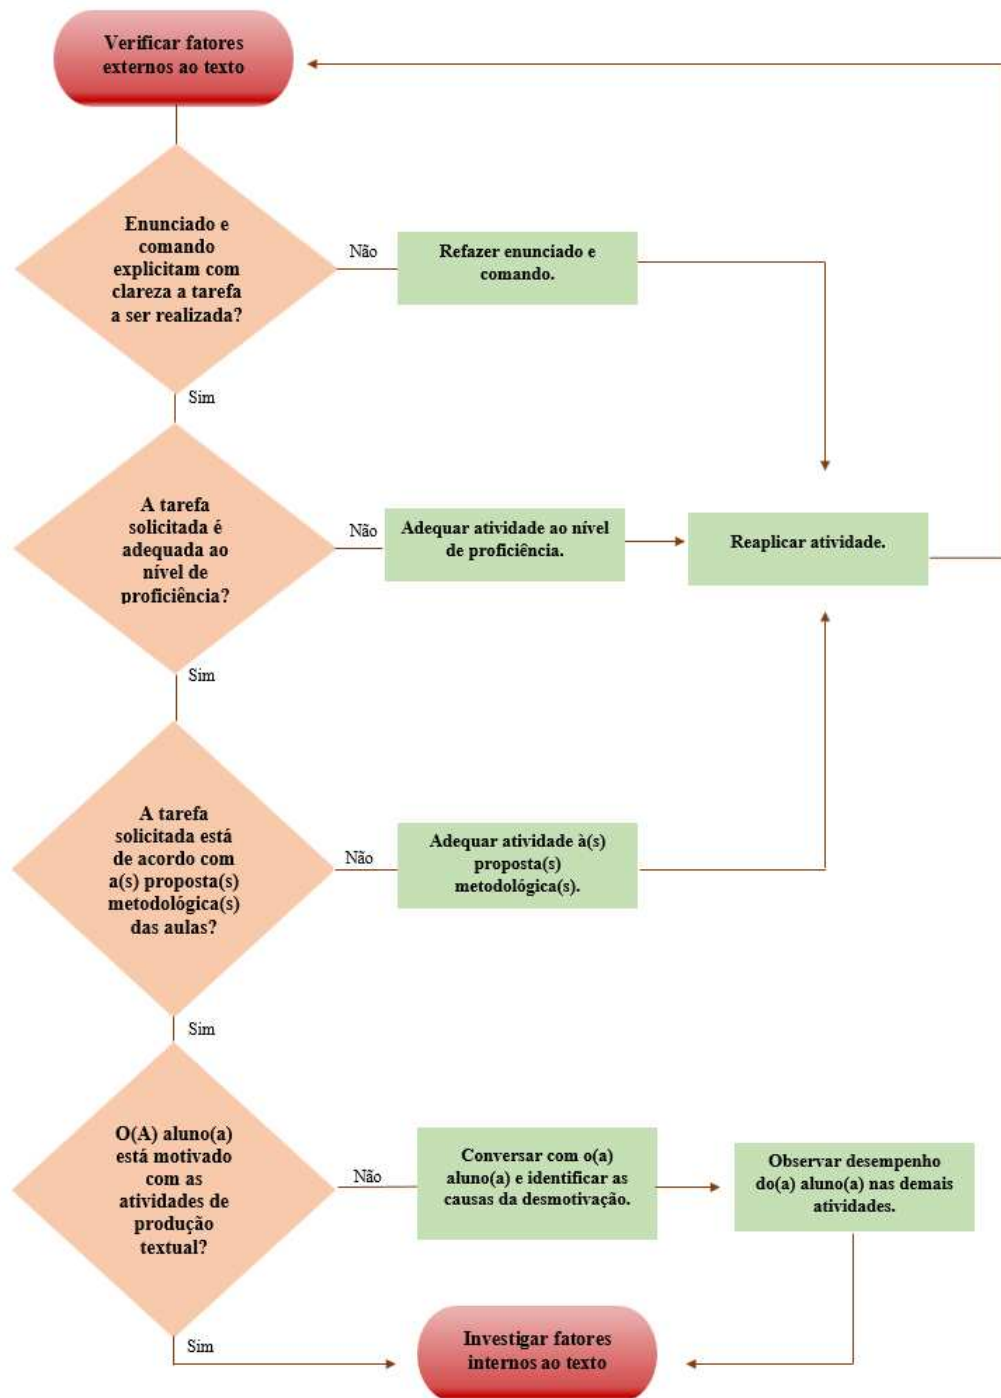 Verificar fatores
externos ao texto
Enunciado e
comando
explicitam com
clareza a tarefa
a ser realizada?
Não
Refazer enunciado e
comando.
Sim
A tarefa
solicitada é
adequada ao
nível de
proficiência?
Não
Adequar atividade ao nível
de proficiência.
Reaplicar atividade.
Sim
A tarefa
solicitada está
de acordo com
a(s) proposta(s)
metodológica(s)
das aulas?
Não
Adequar atividade à(s)
proposta(s)
metodológica(s).
Sim
O(A) aluno(a)
está motivado
com as
atividades de
produção
textual?
Não
Conversar com o(a)
aluno(a) e identificar as
causas da desmotivação.
Observar desempenho
do(a) aluno(a) nas demais
atividades.
Sim
Investigar fatores
internos ao texto